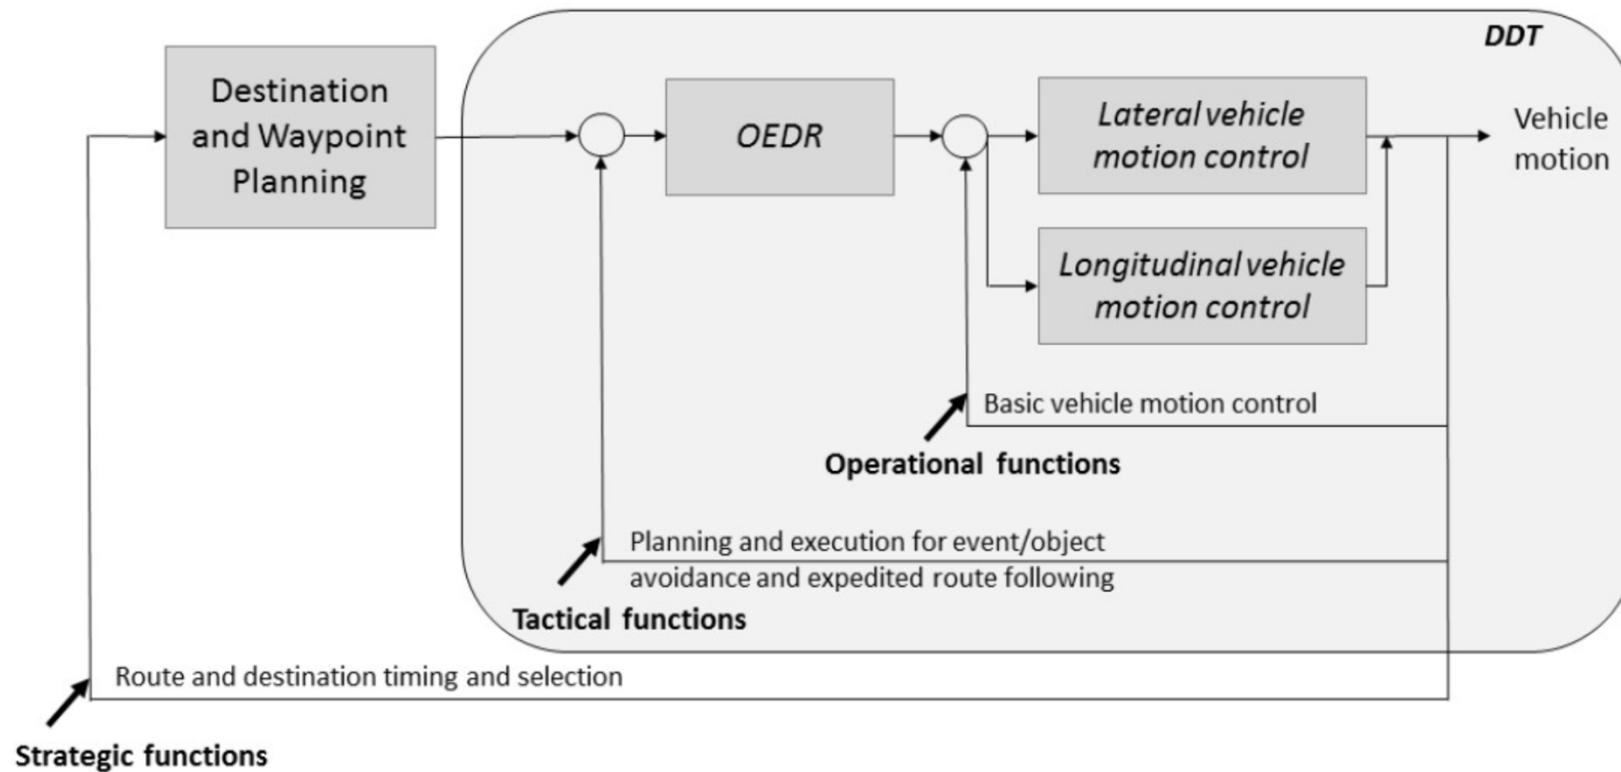 DDT
Destination
and Waypoint
Planning
OEDR
Lateral vehicle
motion control
Vehicle
motion
Longitudinal vehicle
motion control
Basic vehicle motion control
Operational functions
Planning and execution for event/object
avoidance and expedited route following
Tactical functions
Route and destination timing and selection
Strategic functions